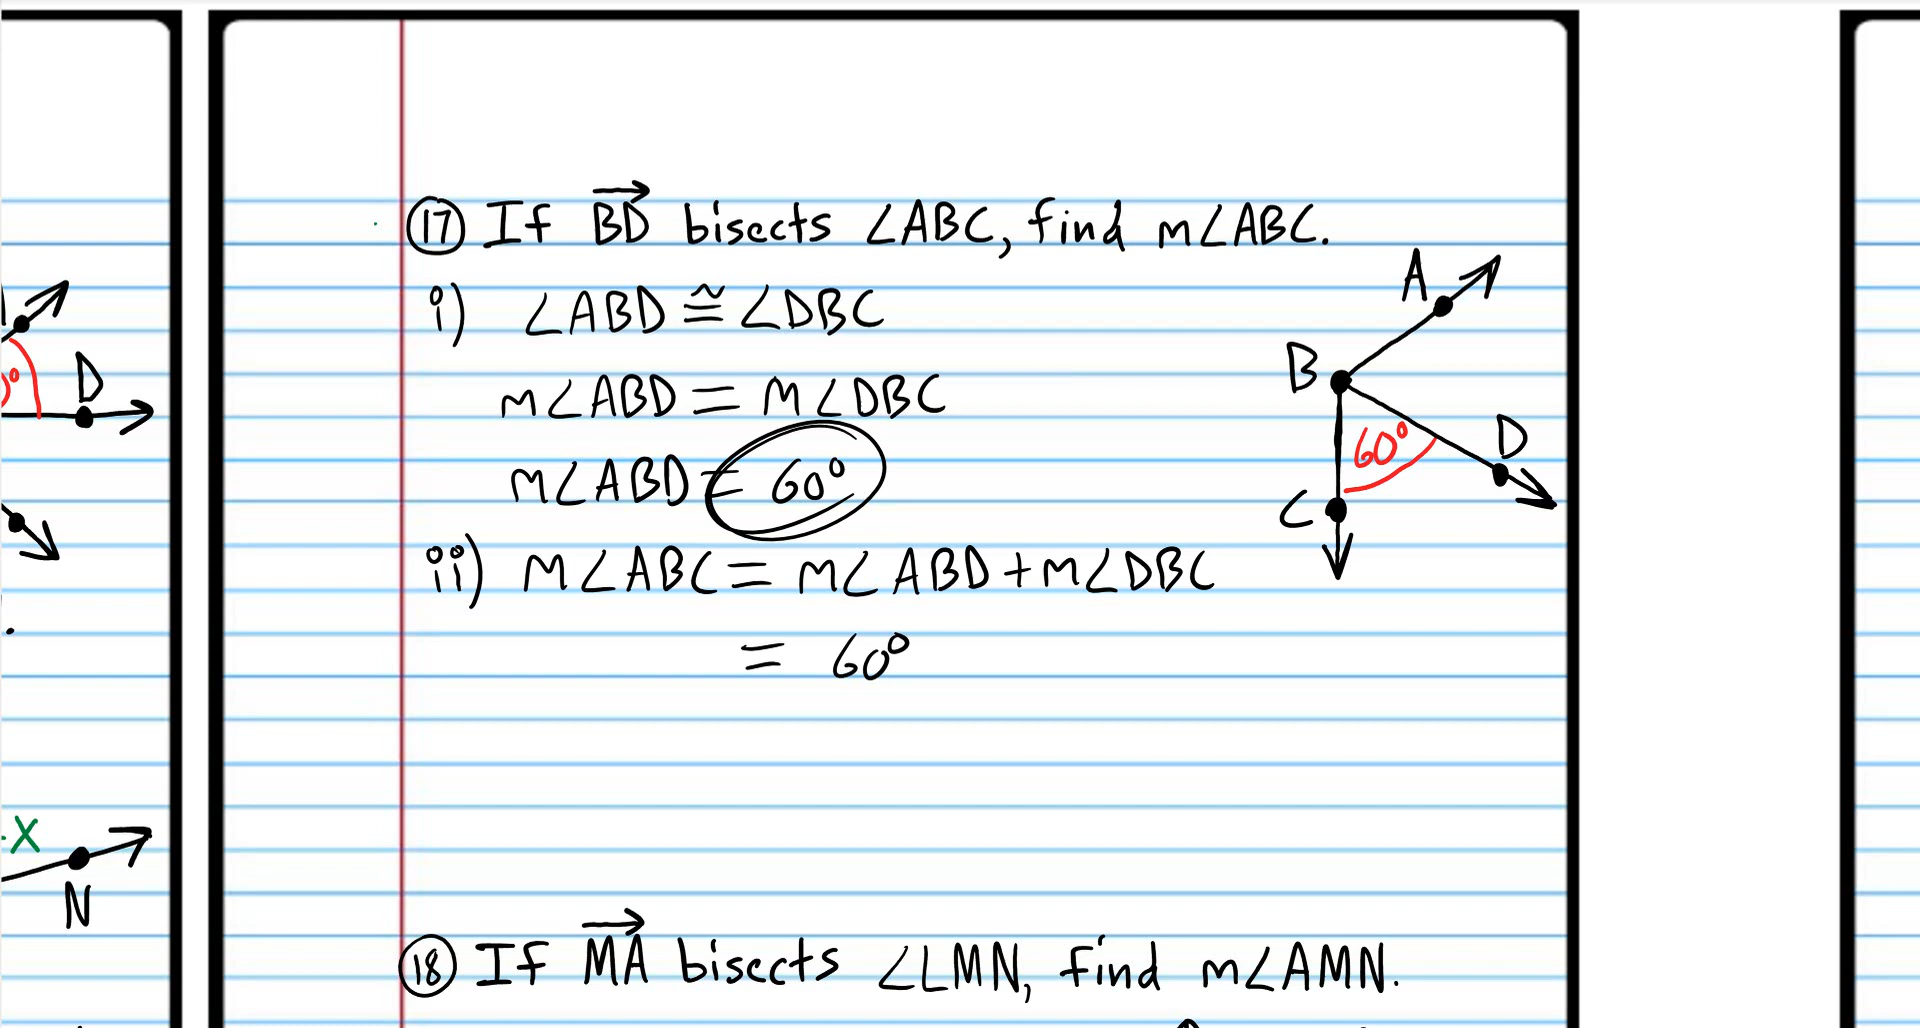 ⑰ If BD⃗ bisects ∠ABC, find m∠ABC.
i) ∠ABD ≅ ∠DBC
m∠ABD = m∠DBC
m∠ABD = 60°
ii) m∠ABC = m∠ABD + m∠DBC
= 60°
A
B
60°
D
C
⑱ If MA⃗ bisects ∠LMN, find m∠AMN.
D
X
N